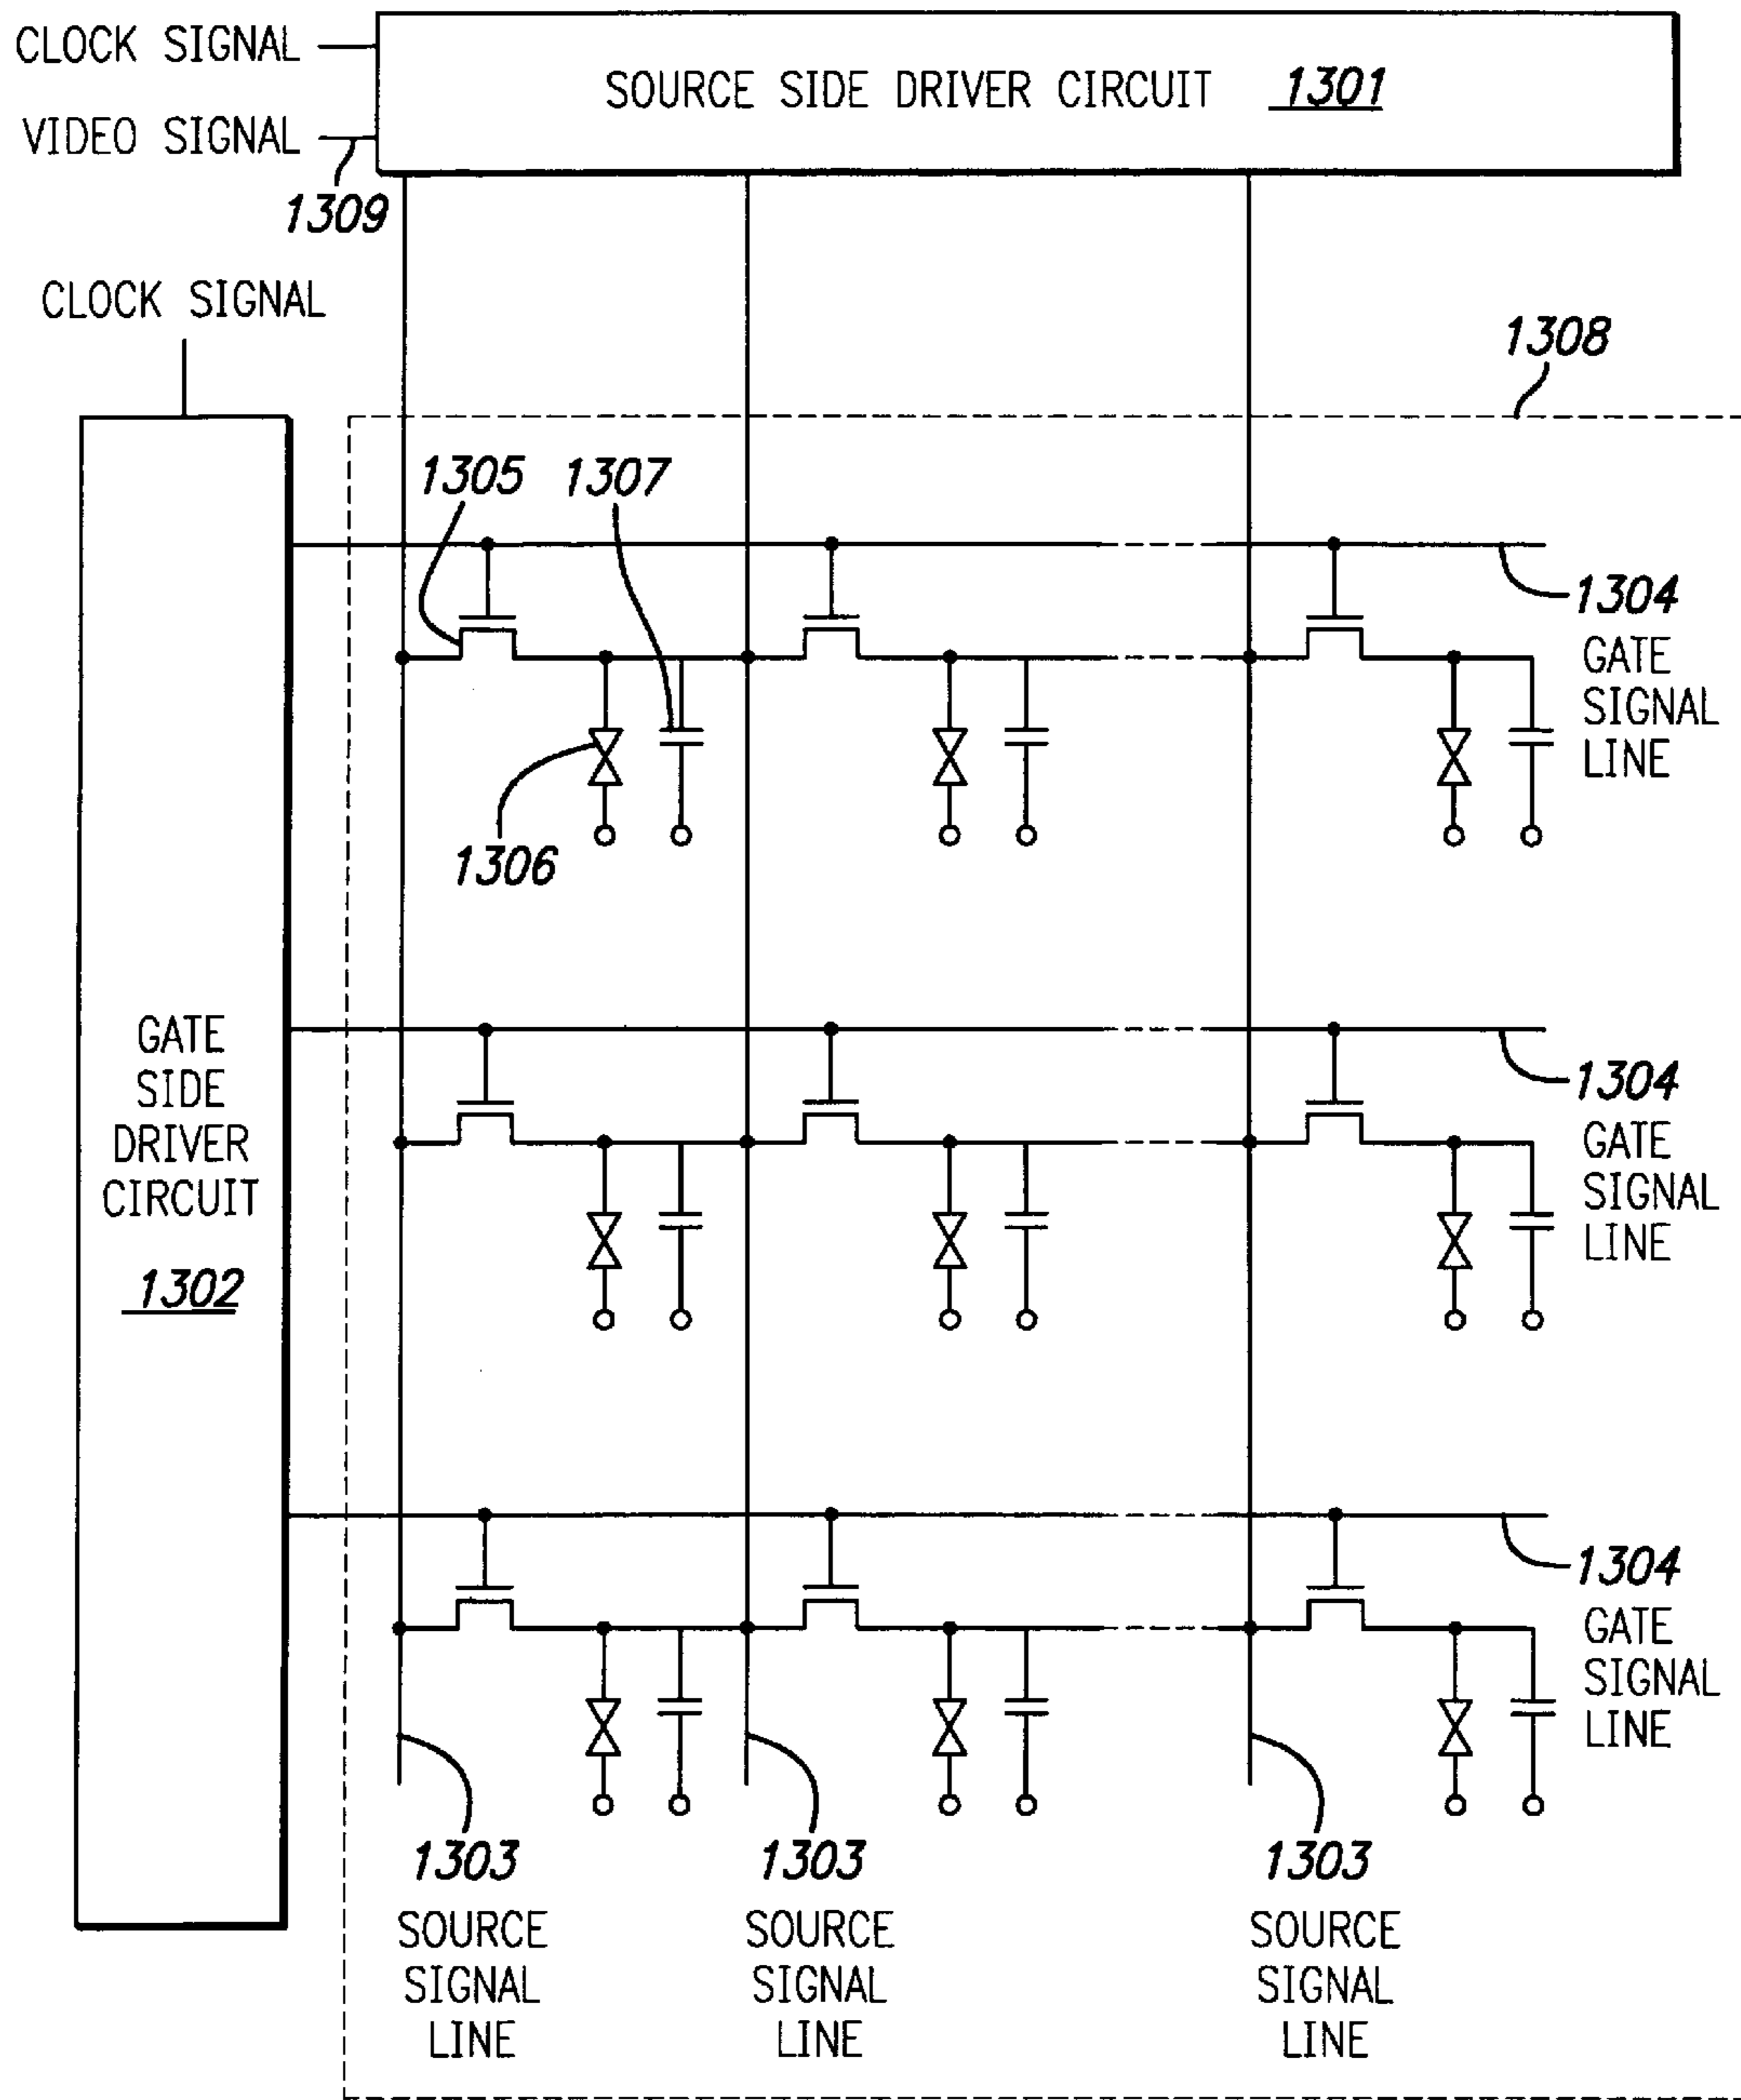 CLOCK SIGNAL
SOURCE SIDE DRIVER CIRCUIT 1301
VIDEO SIGNAL
1309
CLOCK SIGNAL
1308
1305 1307
1304
GATE
SIGNAL
LINE
1306
GATE
SIDE
DRIVER
CIRCUIT
1302
1304
GATE
SIGNAL
LINE
1304
GATE
SIGNAL
LINE
1303
SOURCE
SIGNAL
LINE
1303
SOURCE
SIGNAL
LINE
1303
SOURCE
SIGNAL
LINE